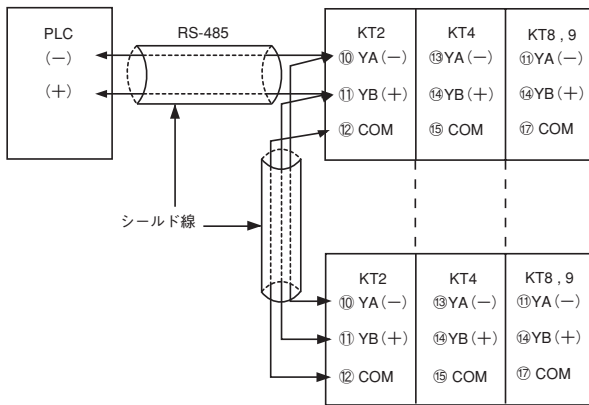 PLC
(−)
(+)
RS-485
シールド線
KT2 KT4 KT8 , 9
⑩ YA(−) ⑬YA(−) ⑪YA(−)
⑪ YB(+) ⑭YB(+) ⑭YB(+)
⑫ COM ⑮ COM ⑰ COM
KT2 KT4 KT8 , 9
⑩ YA(−) ⑬YA(−) ⑪YA(−)
⑪ YB(+) ⑭YB(+) ⑭YB(+)
⑫ COM ⑮ COM ⑰ COM